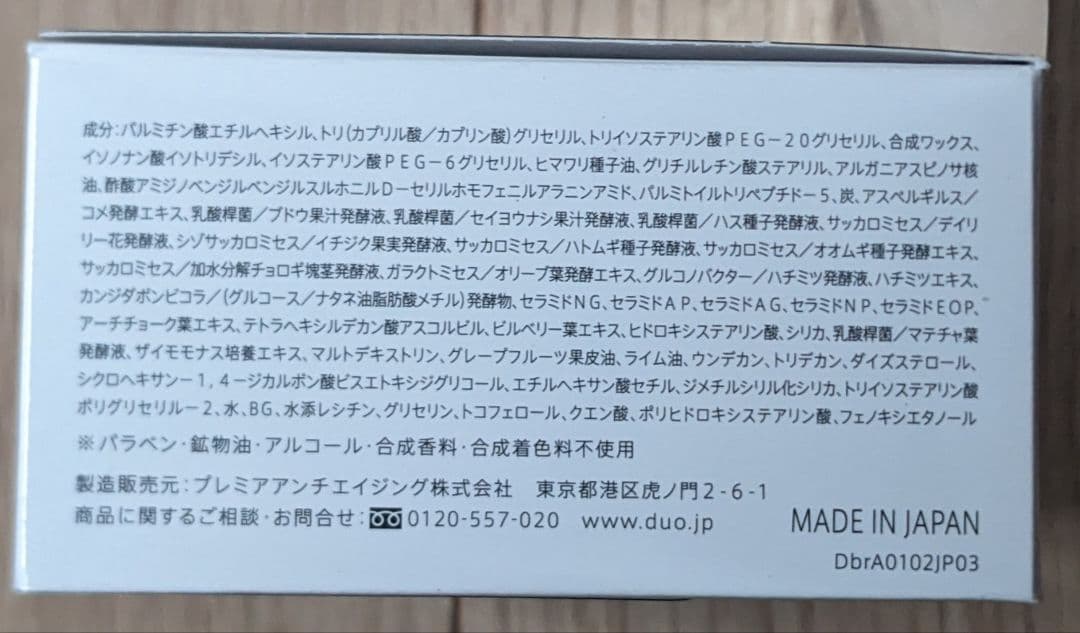 成分:パルミチン酸エチルヘキシル、トリ(カプリル酸/カプリン酸)グリセリル、トリイソステアリン酸PEG-20グリセリル、合成ワックス、
イソノナン酸イソトリデシル、イソステアリン酸PEG-6グリセリル、ヒマワリ種子油、グリチルレチン酸ステアリル、アルガニアスピノサ核
油、酢酸アミジノベンジルベンジルスルホニルD-セリルホモフェニルアラニンアミド、パルミトイルトリペプチド-5、炭、アスペルギルス/
コメ発酵エキス、乳酸桿菌/ブドウ果汁発酵液、乳酸桿菌/セイヨウナシ果汁発酵液、乳酸桿菌/ハス種子発酵液、サッカロミセス/デイリ
リー花発酵液、シゾサッカロミセス/イチジク果実発酵液、サッカロミセス/ハトムギ種子発酵液、サッカロミセス/オオムギ種子発酵エキス、
サッカロミセス/加水分解チョロギ塊茎発酵液、ガラクトミセス/オリーブ葉発酵エキス、グルコノバクター/ハチミツ発酵液、ハチミツエキス、
カンジダボンビコラ/(グルコース/ナタネ油脂肪酸メチル)発酵物、セラミドNG、セラミドAP、セラミドAG、セラミドNP、セラミドEOP、
アーチチョーク葉エキス、テトラヘキシルデカン酸アスコルビル、ビルベリー葉エキス、ヒドロキシステアリン酸、シリカ、乳酸桿菌/マテチャ葉
発酵液、ザイモモナス培養エキス、マルトデキストリン、グレープフルーツ果皮油、ライム油、ウンデカン、トリデカン、ダイズステロール、
シクロヘキサン-1,4-ジカルボン酸ビスエトキシジグリコール、エチルヘキサン酸セチル、ジメチルシリル化シリカ、トリイソステアリン酸
ポリグリセリル-2、水、BG、水添レシチン、グリセリン、トコフェロール、クエン酸、ポリヒドロキシステアリン酸、フェノキシエタノール
※パラベン・鉱物油・アルコール・合成香料・合成着色料不使用
製造販売元:プレミアアンチエイジング株式会社 東京都港区虎ノ門2-6-1
商品に関するご相談・お問合せ:0120-557-020 www.duo.jp
MADE IN JAPAN
DbrA0102JP03